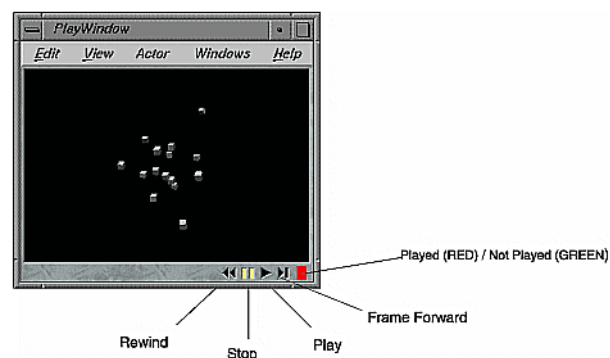 PlayWindow
Edit View Actor Windows Help
Played (RED) / Not Played (GREEN)
Frame Forward
Play
Rewind
Stop